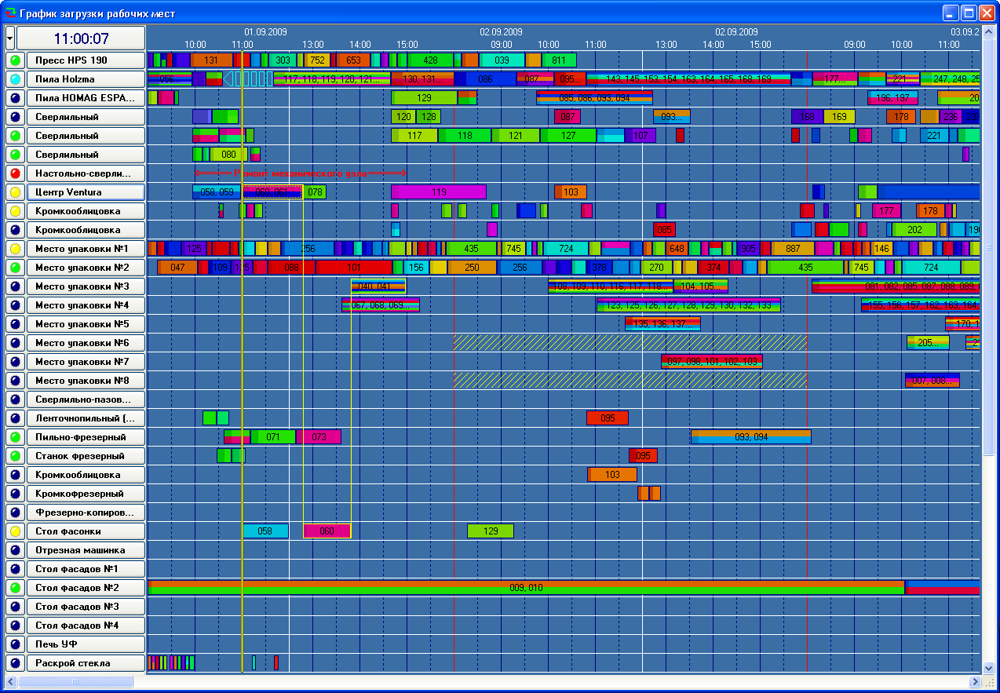 График загрузки рабочих мест
11:00:07
01.09.2009 02.09.2009 02.09.2009 03.09.2
10:00 11:00 13:00 14:00 15:00 09:00 10:00 11:00 13:00 14:00 15:00 09:00 10:00 11:00
Пресс HPS 190 131 303 752 653 428 039 811
Пила Holzma 056... 117, 118, 119, 120, 121... 130, 131... 086 087 095... 143, 145, 153, 154, 163, 164, 165, 168, 169 177... 221 247, 248, 25
Пила HOMAG ESPA... 129 085, 086, 093, 094 196, 197 20
Сверлильный 120 128 087 093... 168 169 178 236 237
Сверлильный 117 118 121 127 107 221
Сверлильный 080
Настольно-сверли... Ремонт механического узла
Центр Ventura 058, 059 060, 061 078 119 103
Кромкооблицовка 177 178
Кромкооблицовка 085 202 19
Место упаковки №1 125 256 435 745 724 648 905 887 146
Место упаковки №2 047 109 125 088 101 156 250 256 378 270 374 435 745 724
Место упаковки №3 040, 041 108, 109, 110, 116, 117, 118 104, 105... 081, 082, 085, 087, 088, 089,
Место упаковки №4 067, 068, 069... 123, 125, 126, 127, 128, 129, 130, 132, 133 155, 156, 157, 162, 163, 164
Место упаковки №5 135, 136, 137... 170, 1
Место упаковки №6 205... 2
Место упаковки №7 097, 098, 101, 102, 103
Место упаковки №8 007, 008...
Сверлильно-пазов...
Ленточнопильный (... 095
Пильно-фрезерный 071 073 093, 094
Станок фрезерный 095
Кромкооблицовка 103
Кромкофрезерный
Фрезерно-копиров...
Стол фасонки 058 060 129
Отрезная машинка
Стол фасадов №1
Стол фасадов №2 009, 010
Стол фасадов №3
Стол фасадов №4
Печь УФ
Раскрой стекла